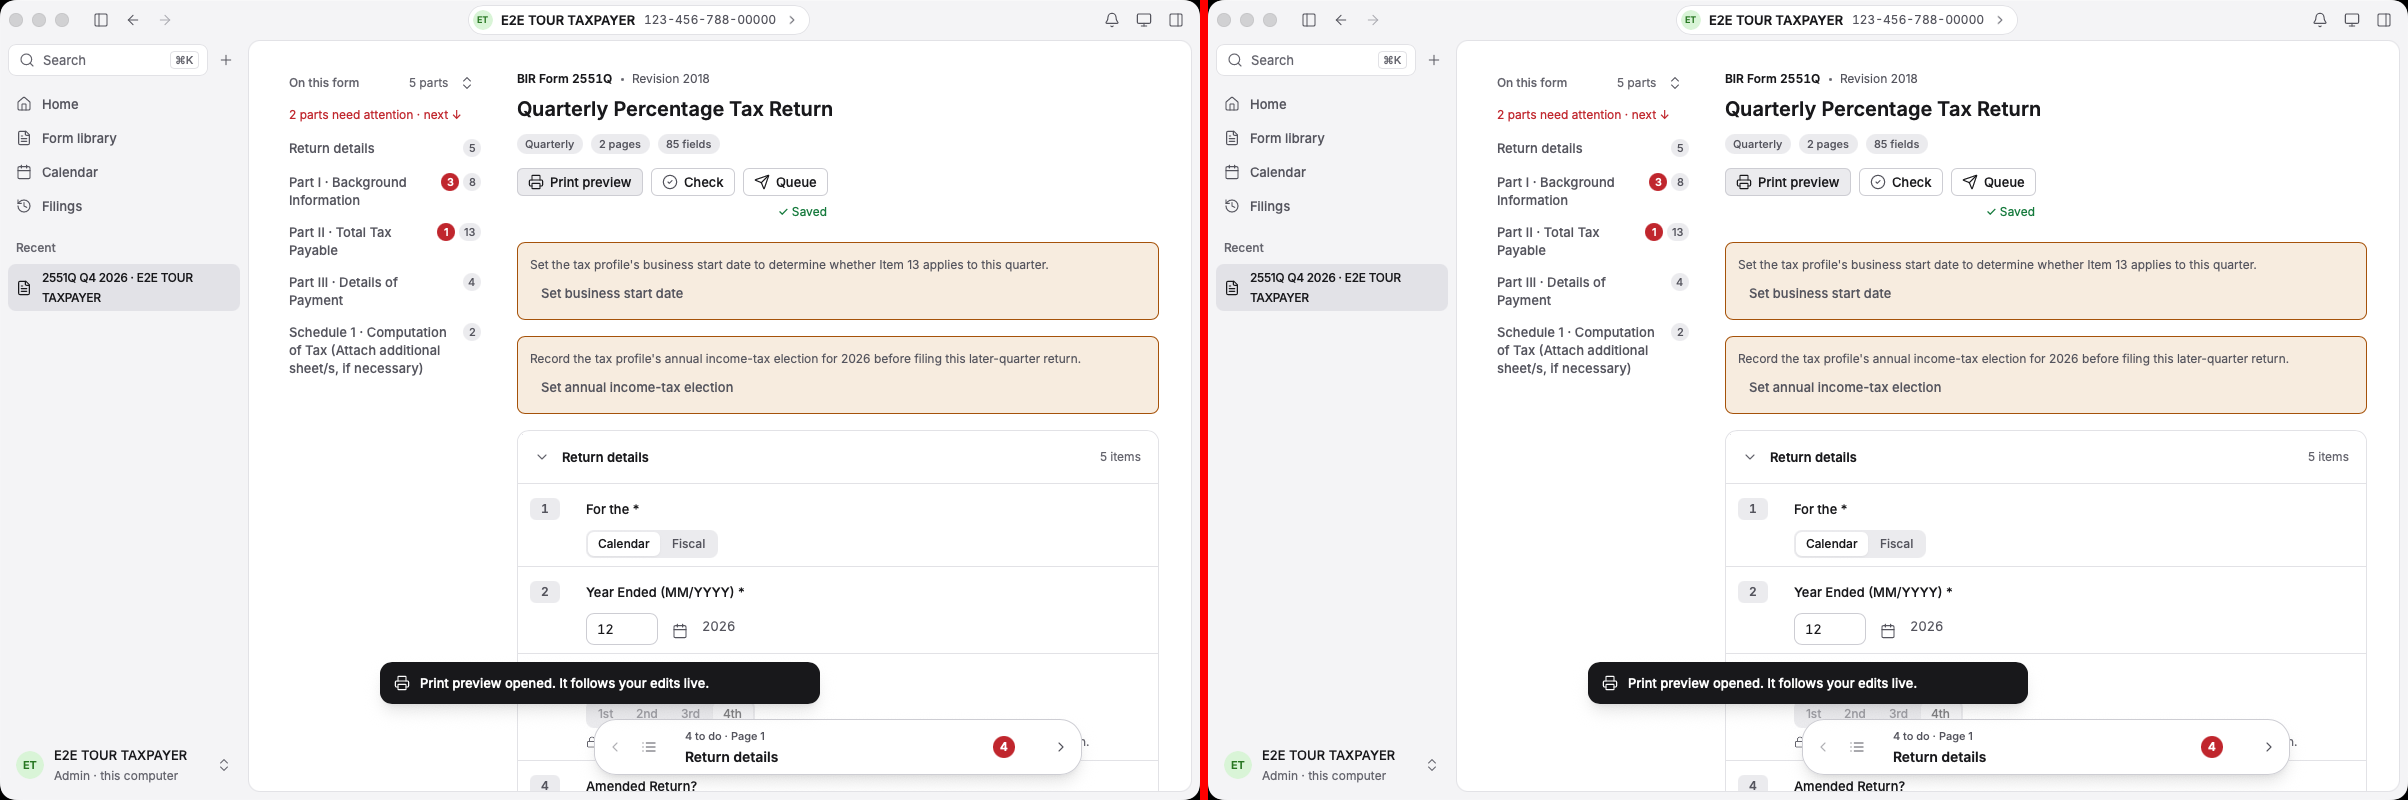 ET E2E TOUR TAXPAYER 123-456-788-00000
Search ⌘K
Home
Form library
Calendar
Filings
Recent
2551Q Q4 2026 · E2E TOUR
TAXPAYER
ET E2E TOUR TAXPAYER
Admin · this computer
On this form 5 parts
2 parts need attention · next ↓
Return details 5
Part I · Background
Information 3 8
Part II · Total Tax
Payable 1 13
Part III · Details of
Payment 4
Schedule 1 · Computation
of Tax (Attach additional
sheet/s, if necessary) 2
BIR Form 2551Q • Revision 2018
Quarterly Percentage Tax Return
Quarterly 2 pages 85 fields
Print preview Check Queue
✓ Saved
Set the tax profile's business start date to determine whether Item 13 applies to this quarter.
Set business start date
Record the tax profile's annual income-tax election for 2026 before filing this later-quarter return.
Set annual income-tax election
Return details 5 items
1 For the *
Calendar Fiscal
2 Year Ended (MM/YYYY) *
12 2026
Print preview opened. It follows your edits live.
1st 2nd 3rd 4th
4 to do · Page 1
Return details 4
n.
4 Amended Return?
ET E2E TOUR TAXPAYER 123-456-788-00000
Search ⌘K
Home
Form library
Calendar
Filings
Recent
2551Q Q4 2026 · E2E TOUR
TAXPAYER
ET E2E TOUR TAXPAYER
Admin · this computer
On this form 5 parts
2 parts need attention · next ↓
Return details 5
Part I · Background
Information 3 8
Part II · Total Tax
Payable 1 13
Part III · Details of
Payment 4
Schedule 1 · Computation
of Tax (Attach additional
sheet/s, if necessary) 2
BIR Form 2551Q • Revision 2018
Quarterly Percentage Tax Return
Quarterly 2 pages 85 fields
Print preview Check Queue
✓ Saved
Set the tax profile's business start date to determine whether Item 13 applies to this quarter.
Set business start date
Record the tax profile's annual income-tax election for 2026 before filing this later-quarter return.
Set annual income-tax election
Return details 5 items
1 For the *
Calendar Fiscal
2 Year Ended (MM/YYYY) *
12 2026
Print preview opened. It follows your edits live.
1st 2nd 3rd 4th
4 to do · Page 1
Return details 4
n.
4 Amended Return?